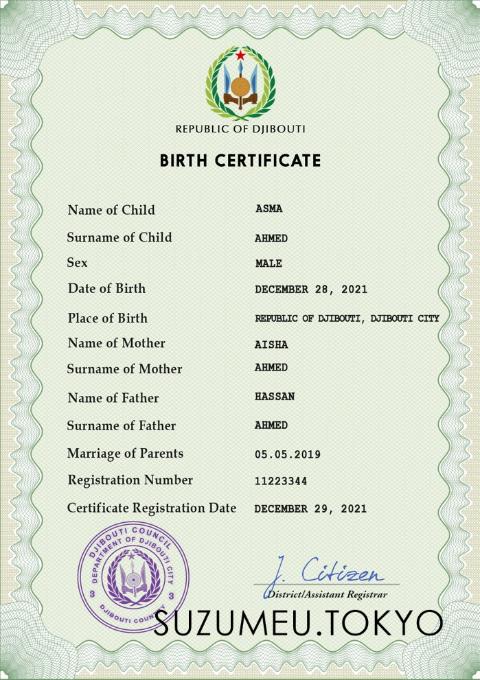 REPUBLIC OF DJIBOUTI
BIRTH CERTIFICATE
Name of Child ASMA
Surname of Child AHMED
Sex MALE
Date of Birth DECEMBER 28, 2021
Place of Birth REPUBLIC OF DJIBOUTI, DJIBOUTI CITY
Name of Mother AISHA
Surname of Mother AHMED
Name of Father HASSAN
Surname of Father AHMED
Marriage of Parents 05.05.2019
Registration Number 11223344
Certificate Registration Date DECEMBER 29, 2021
DJIBOUTI COUNCIL
DEPARTMENT OF DJIBOUTI CITY
3 3
DJIBOUTI COUNCIL
J. Citizen
District/Assistant Registrar
SUZUMEU.TOKYO